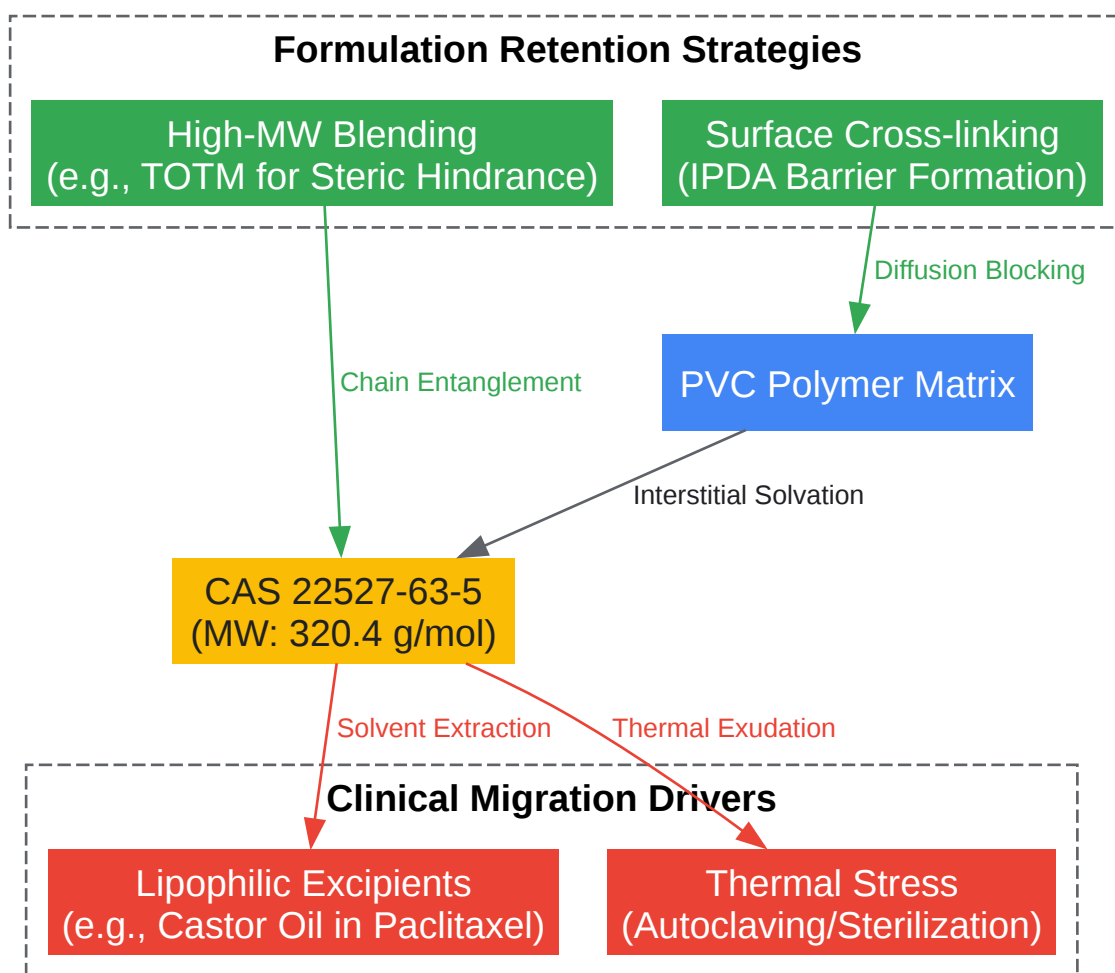 Formulation Retention Strategies
High-MW Blending
(e.g., TOTM for Steric Hindrance)
Surface Cross-linking
(IPDA Barrier Formation)
Diffusion Blocking
Chain Entanglement
PVC Polymer Matrix
Interstitial Solvation
CAS 22527-63-5
(MW: 320.4 g/mol)
Solvent Extraction
Thermal Exudation
Clinical Migration Drivers
Lipophilic Excipients
(e.g., Castor Oil in Paclitaxel)
Thermal Stress
(Autoclaving/Sterilization)